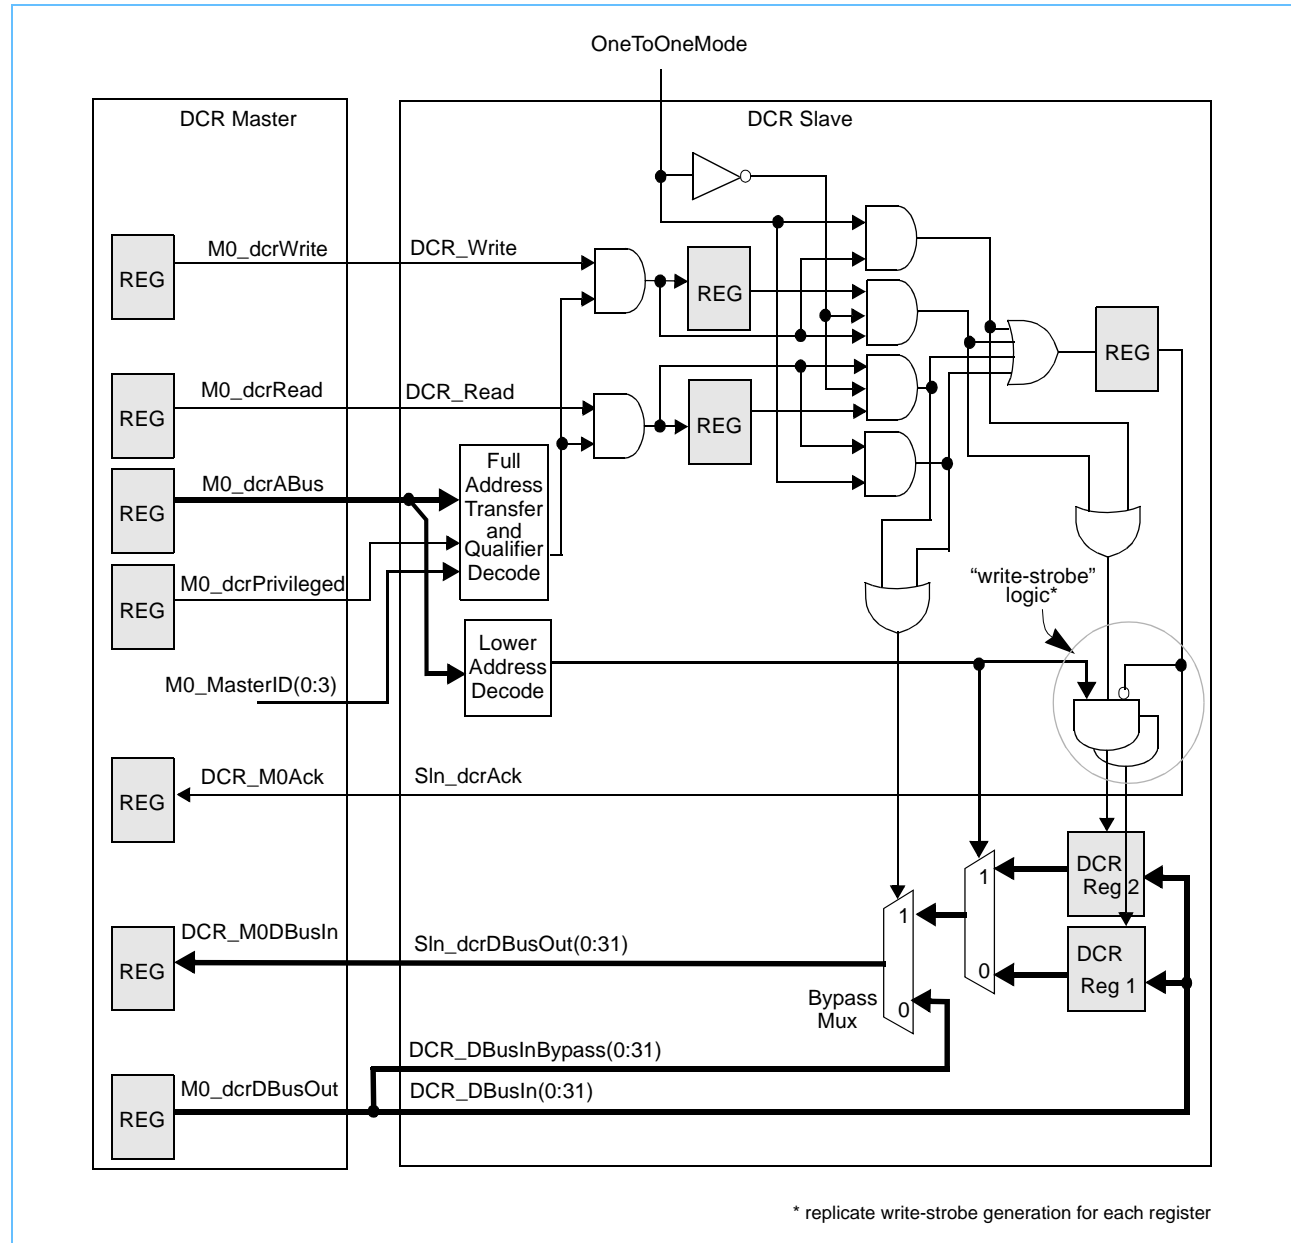 OneToOneMode
DCR Master
DCR Slave
REG
M0_dcrWrite
DCR_Write
REG
REG
REG
M0_dcrRead
DCR_Read
REG
Full
Address
Transfer
and
Qualifier
Decode
REG
M0_dcrABus
REG
M0_dcrPrivileged
"write-strobe"
logic*
Lower
Address
Decode
M0_MasterID(0:3)
REG
DCR_M0Ack
Sln_dcrAck
1
DCR
Reg 2
REG
DCR_M0DBusIn
Sln_dcrDBusOut(0:31)
1
0
DCR
Reg 1
Bypass
Mux
0
DCR_DBusInBypass(0:31)
REG
M0_dcrDBusOut
DCR_DBusIn(0:31)
* replicate write-strobe generation for each register